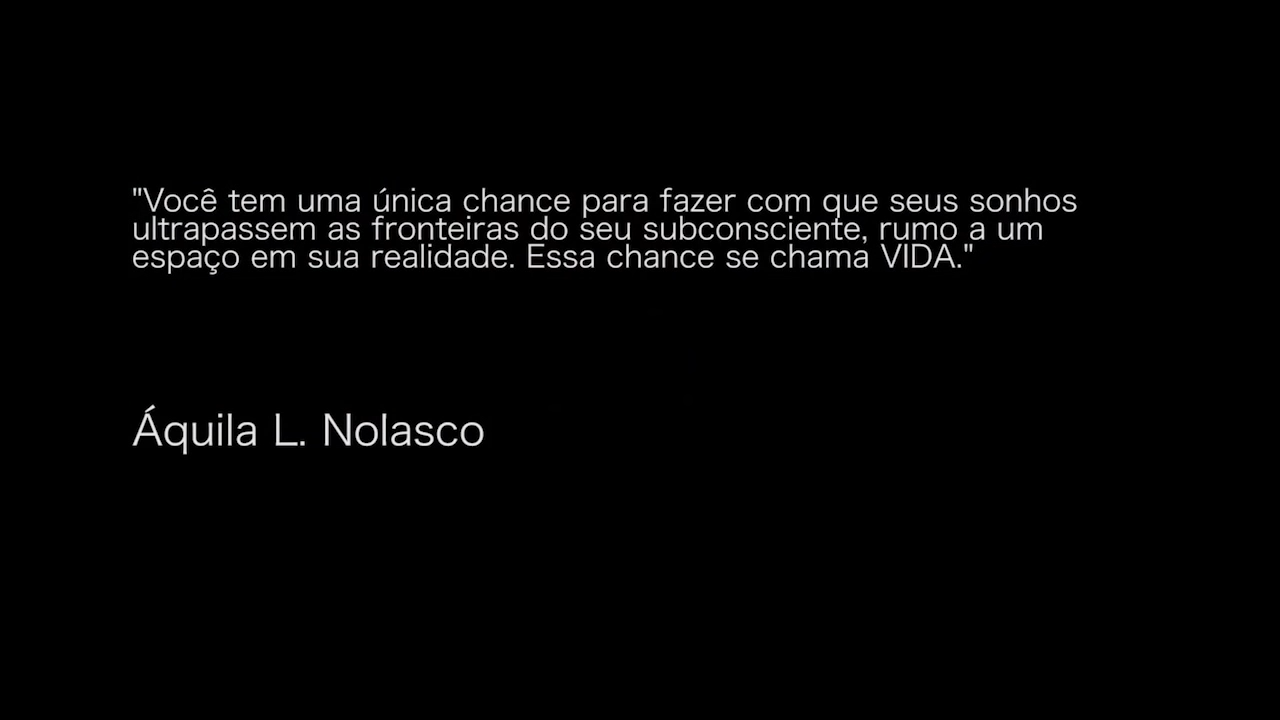 "Você tem uma única chance para fazer com que seus sonhos
ultrapassem as fronteiras do seu subconsciente, rumo a um
espaço em sua realidade. Essa chance se chama VIDA."
Áquila L. Nolasco